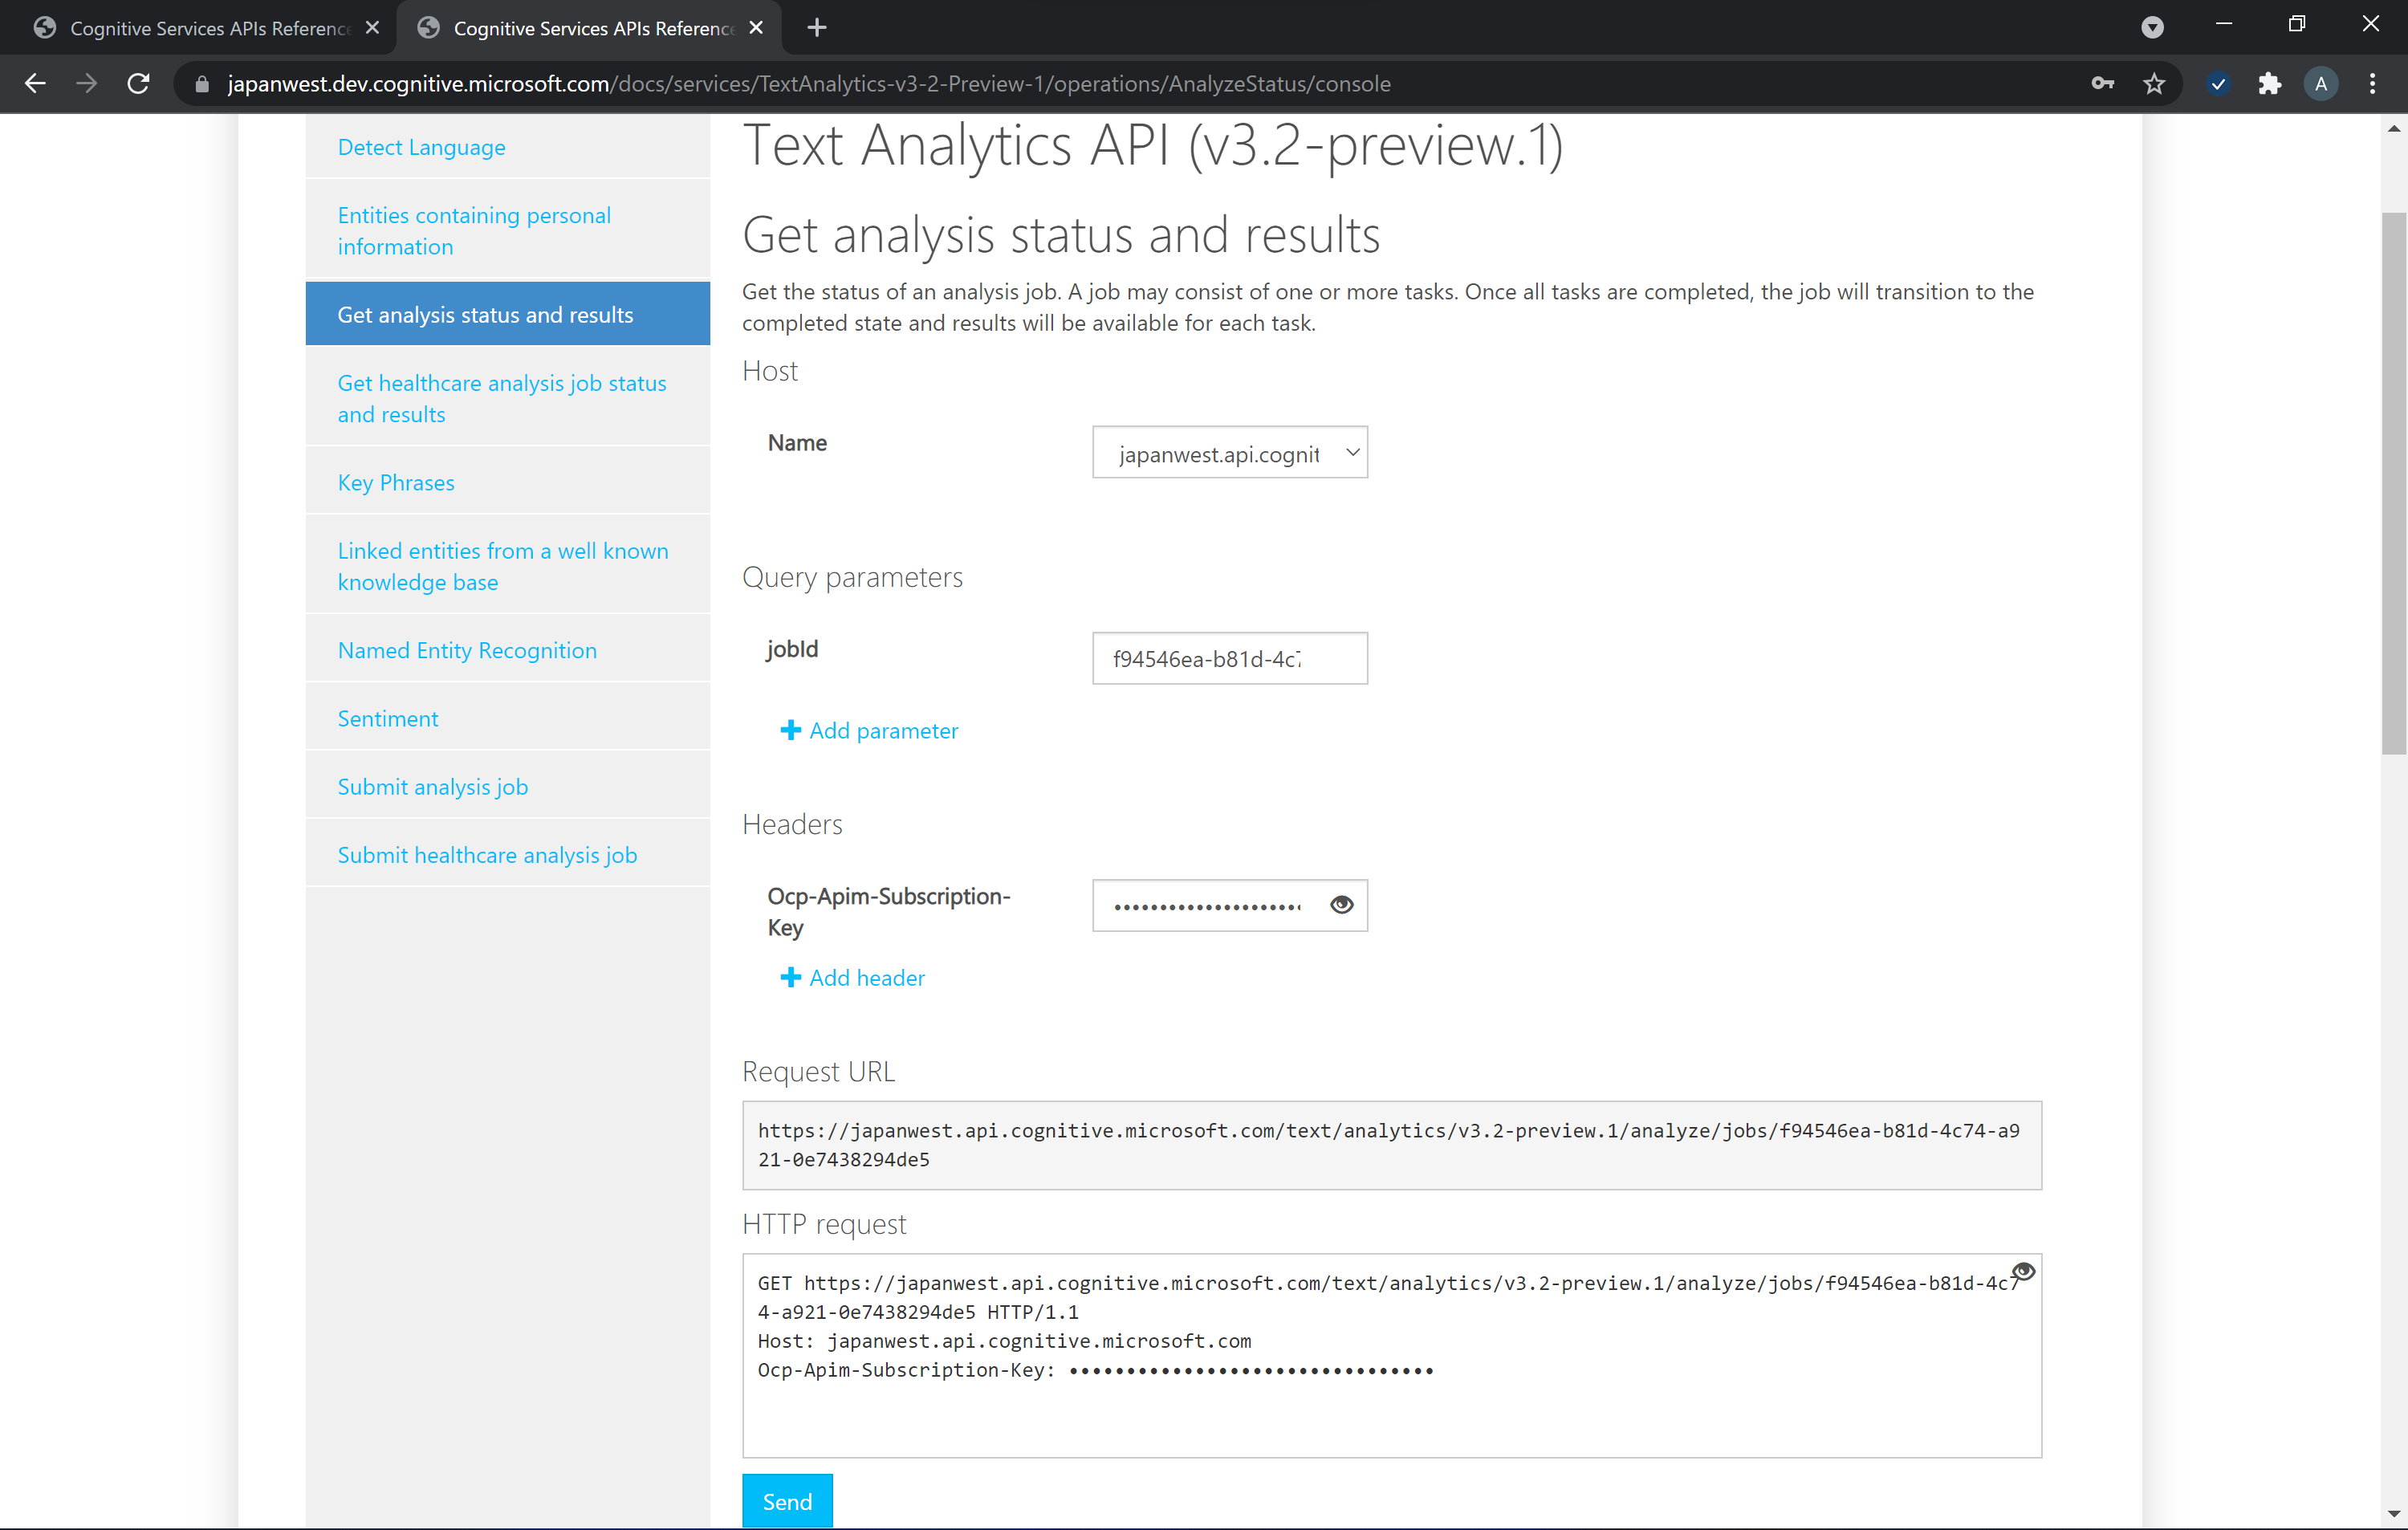 Cognitive Services APIs Reference
Cognitive Services APIs Reference
japanwest.dev.cognitive.microsoft.com/docs/services/TextAnalytics-v3-2-Preview-1/operations/AnalyzeStatus/console
A
Detect Language
Entities containing personal
information
Get analysis status and results
Get healthcare analysis job status
and results
Key Phrases
Linked entities from a well known
knowledge base
Named Entity Recognition
Sentiment
Submit analysis job
Submit healthcare analysis job
Text Analytics API (v3.2-preview.1)
Get analysis status and results
Get the status of an analysis job. A job may consist of one or more tasks. Once all tasks are completed, the job will transition to the
completed state and results will be available for each task.
Host
Name
japanwest.api.cognit
Query parameters
jobId
f94546ea-b81d-4c7
Add parameter
Headers
Ocp-Apim-Subscription-
Key
••••••••••••••••••••
Add header
Request URL
https://japanwest.api.cognitive.microsoft.com/text/analytics/v3.2-preview.1/analyze/jobs/f94546ea-b81d-4c74-a9
21-0e7438294de5
HTTP request
GET https://japanwest.api.cognitive.microsoft.com/text/analytics/v3.2-preview.1/analyze/jobs/f94546ea-b81d-4c7
4-a921-0e7438294de5 HTTP/1.1
Host: japanwest.api.cognitive.microsoft.com
Ocp-Apim-Subscription-Key: ••••••••••••••••••••••••••••••••
Send